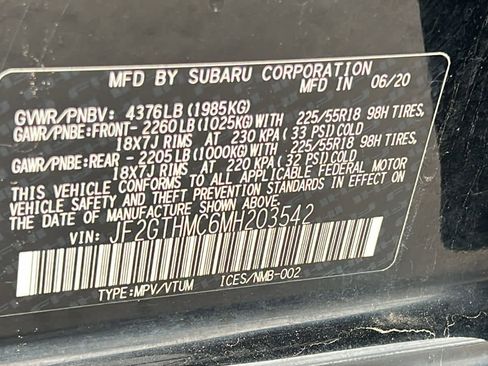 MFD BY SUBARU CORPORATION MFD IN 06/20
GVWR/PNBV: 4376LB (1985KG)
GAWR/PNBE:FRONT- 2260LB (1025KG) WITH 225/55R18 98H TIRES,
18X7J RIMS AT 230 KPA ( 33 PSI) COLD
GAWR/PNBE:REAR - 2205LB (1000KG) WITH 225/55R18 98H TIRES,
18X7J RIMS AT 220 KPA ( 32 PSI) COLD
THIS VEHICLE CONFORMS TO ALL APPLICABLE FEDERAL MOTOR
VEHICLE SAFETY STANDARDS IN EFFECT ON THE DATE OF
MANUFACTURE SHOWN ABOVE.
VIN: JF2GTHMC6MH203542
TYPE:MPV/VTUM ICES/NMB-002